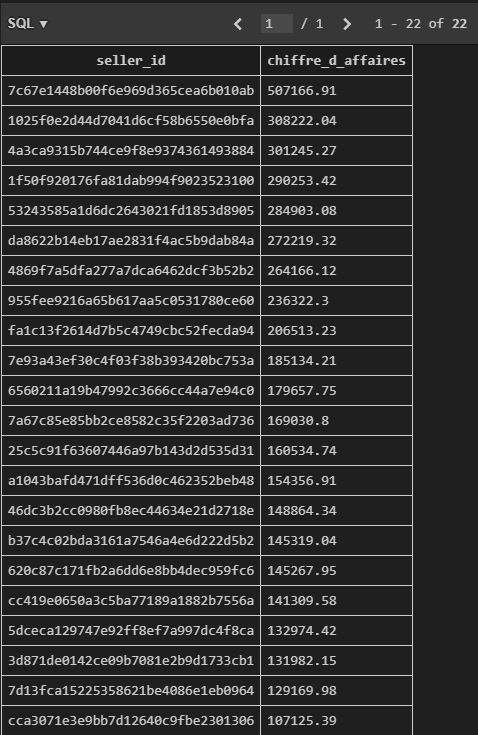 SQL ▼ 1 / 1 1 - 22 of 22
seller_id chiffre_d_affaires
7c67e1448b00f6e969d365cea6b010ab 507166.91
1025f0e2d44d7041d6cf58b6550e0bfa 308222.04
4a3ca9315b744ce9f8e9374361493884 301245.27
1f50f920176fa81dab994f9023523100 290253.42
53243585a1d6dc2643021fd1853d8905 284903.08
da8622b14eb17ae2831f4ac5b9dab84a 272219.32
4869f7a5dfa277a7dca6462dcf3b52b2 264166.12
955fee9216a65b617aa5c0531780ce60 236322.3
fa1c13f2614d7b5c4749cbc52fecda94 206513.23
7e93a43ef30c4f03f38b393420bc753a 185134.21
6560211a19b47992c3666cc44a7e94c0 179657.75
7a67c85e85bb2ce8582c35f2203ad736 169030.8
25c5c91f63607446a97b143d2d535d31 160534.74
a1043bafd471dff536d0c462352beb48 154356.91
46dc3b2cc0980fb8ec44634e21d2718e 148864.34
b37c4c02bda3161a7546a4e6d222d5b2 145319.04
620c87c171fb2a6dd6e8bb4dec959fc6 145267.95
cc419e0650a3c5ba77189a1882b7556a 141309.58
5dceca129747e92ff8ef7a997dc4f8ca 132974.42
3d871de0142ce09b7081e2b9d1733cb1 131982.15
7d13fca15225358621be4086e1eb0964 129169.98
cca3071e3e9bb7d12640c9fbe2301306 107125.39